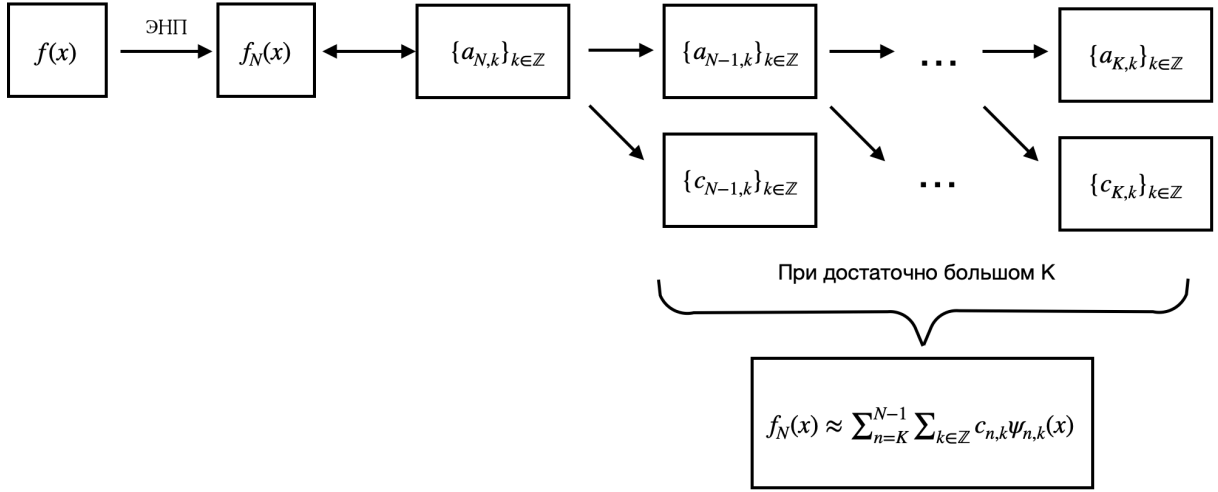 ЭНП
f(x)
f_N(x)
{a_{N,k}}_{k∈ℤ}
{a_{N−1,k}}_{k∈ℤ}
...
{a_{K,k}}_{k∈ℤ}
{c_{N−1,k}}_{k∈ℤ}
...
{c_{K,k}}_{k∈ℤ}
При достаточно большом K
f_N(x) ≈ ∑_{n=K}^{N−1} ∑_{k∈ℤ} c_{n,k}ψ_{n,k}(x)